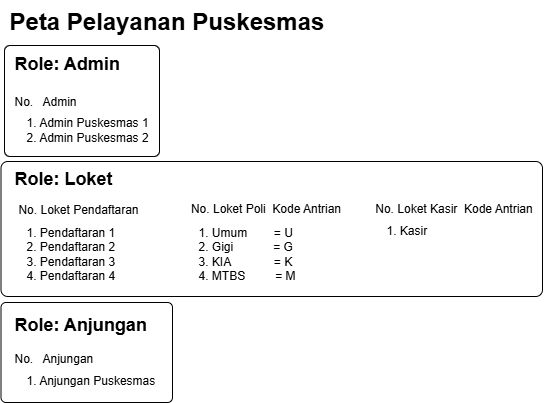 Peta Pelayanan Puskesmas
Role: Admin
No. Admin
1. Admin Puskesmas 1
2. Admin Puskesmas 2
Role: Loket
No. Loket Pendaftaran
1. Pendaftaran 1
2. Pendaftaran 2
3. Pendaftaran 3
4. Pendaftaran 4
No. Loket Poli Kode Antrian
1. Umum = U
2. Gigi = G
3. KIA = K
4. MTBS = M
No. Loket Kasir Kode Antrian
1. Kasir
Role: Anjungan
No. Anjungan
1. Anjungan Puskesmas